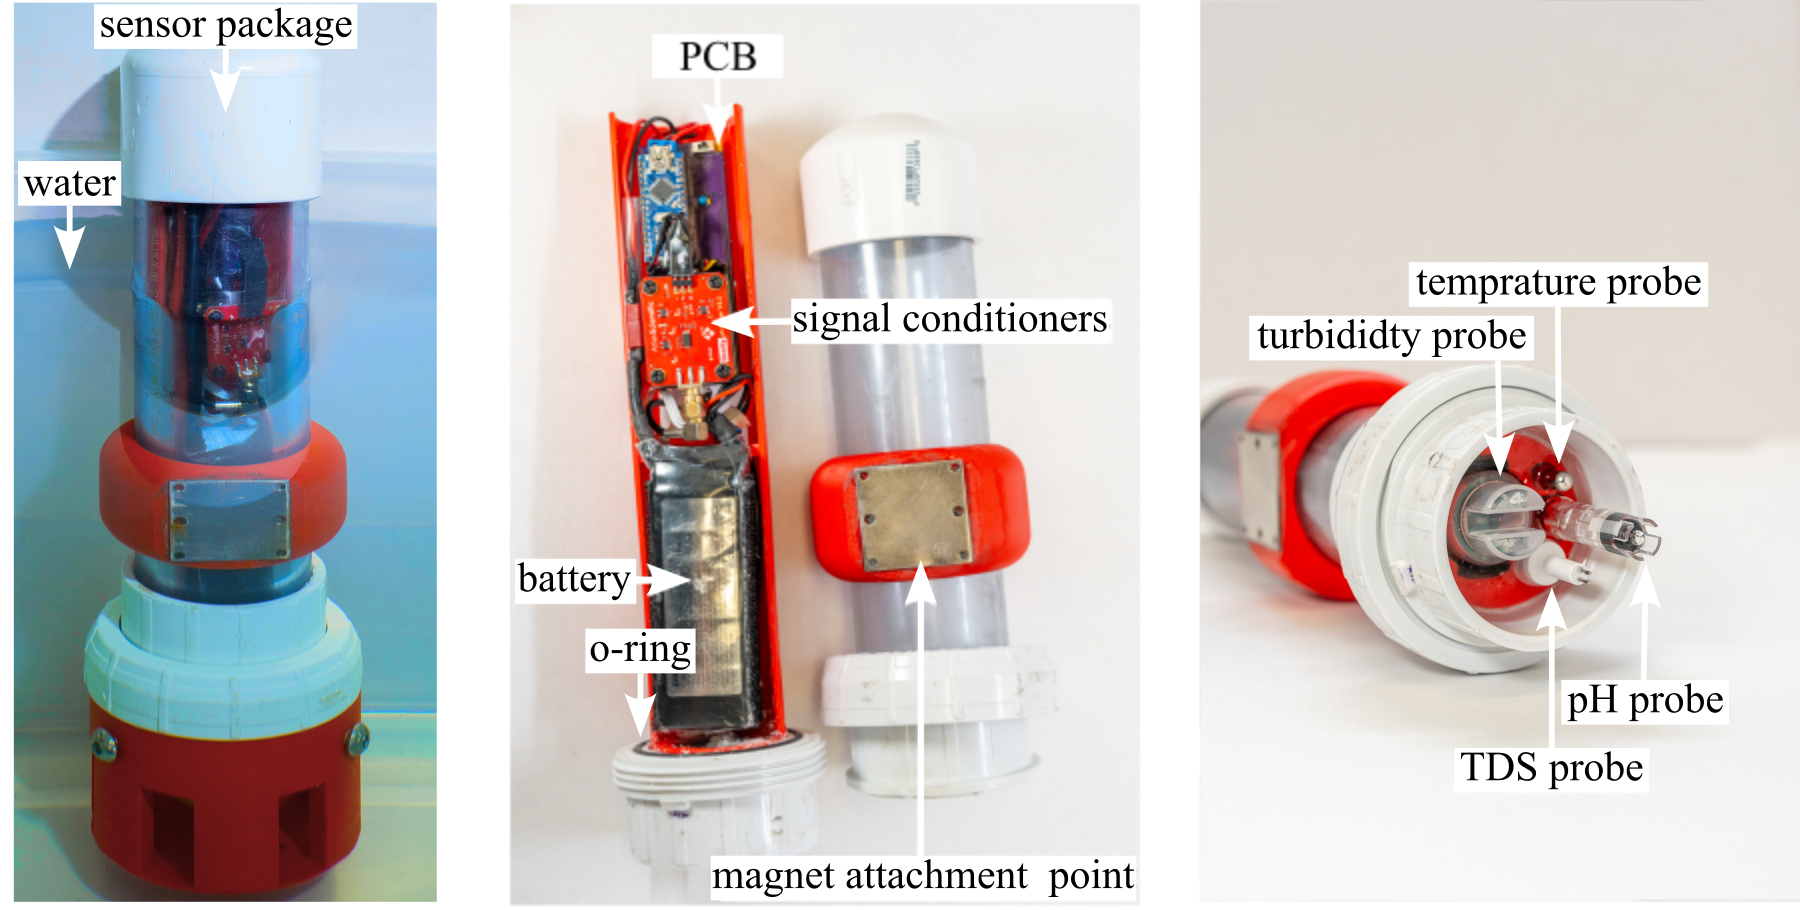 sensor package
water
PCB
signal conditioners
battery
o-ring
magnet attachment point
temprature probe
turbididty probe
pH probe
TDS probe